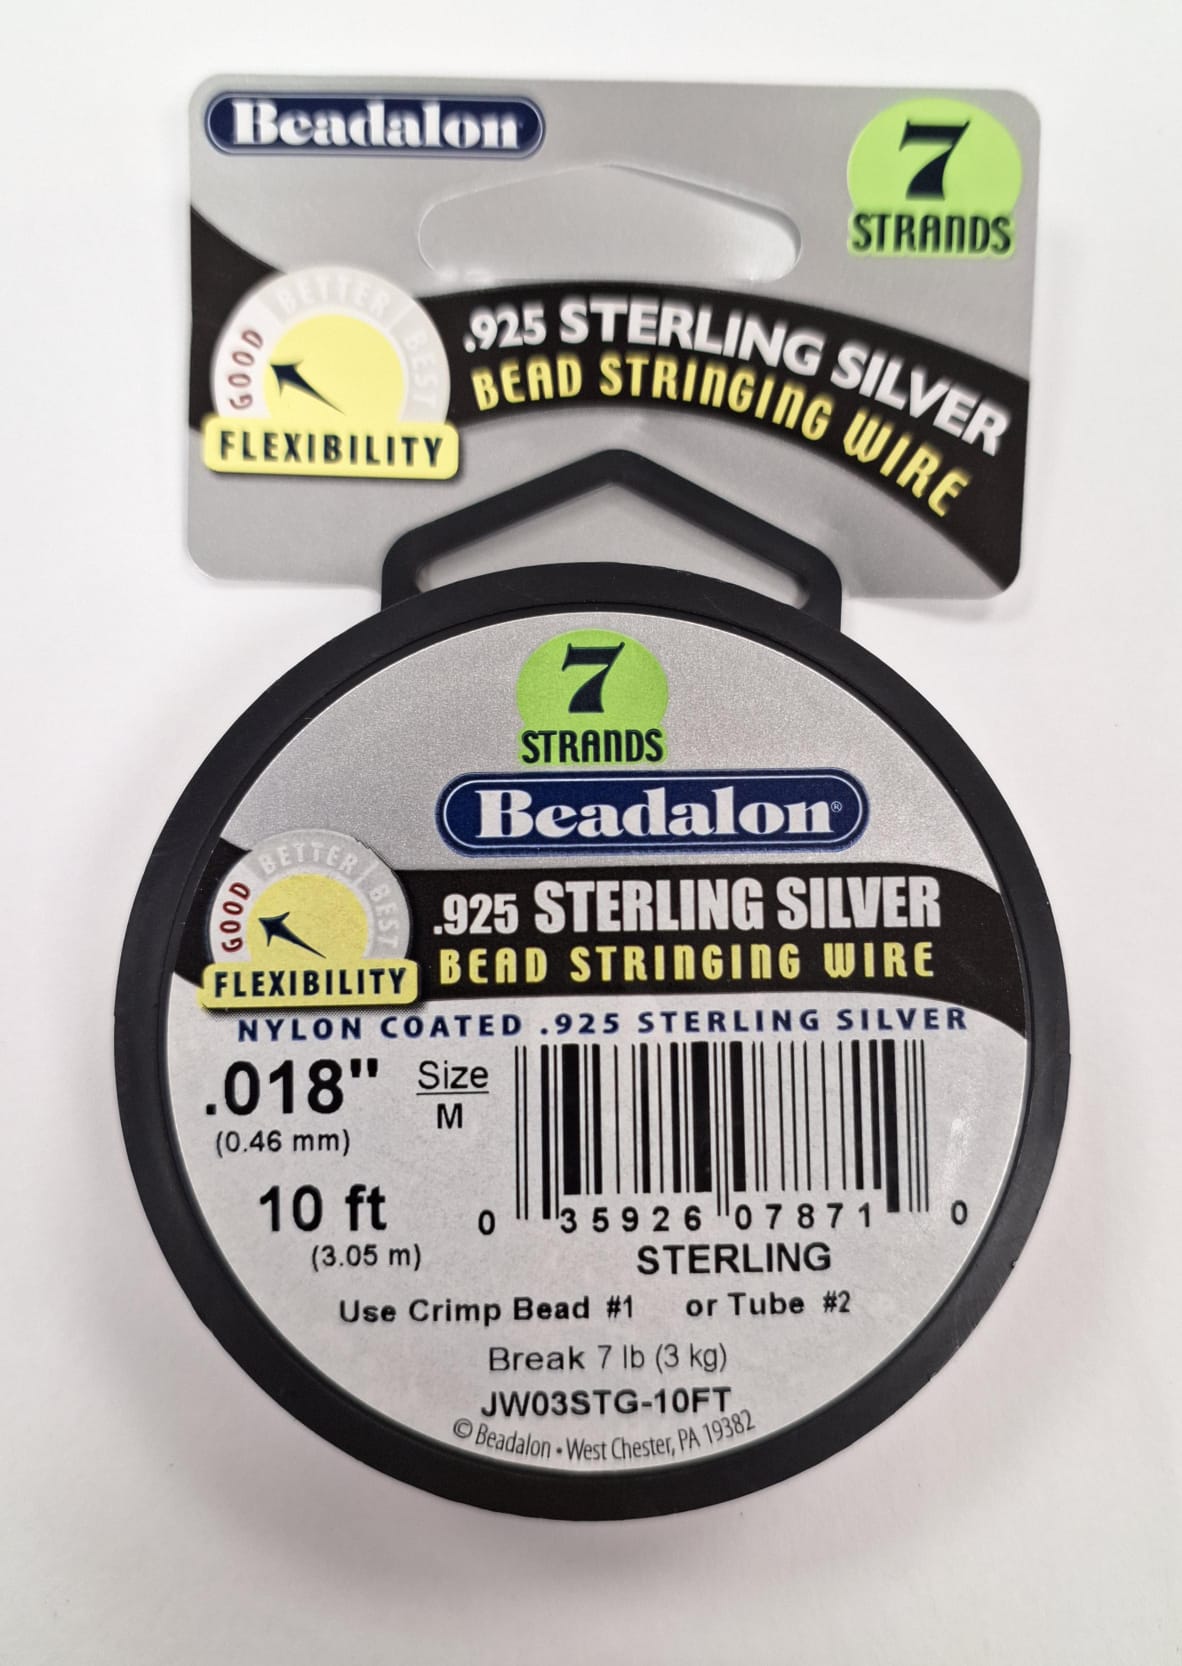 Beadalon
7
STRANDS
GOOD BETTER BEST
FLEXIBILITY
.925 STERLING SILVER
BEAD STRINGING WIRE
7
STRANDS
Beadalon®
GOOD BETTER BEST
FLEXIBILITY
.925 STERLING SILVER
BEAD STRINGING WIRE
NYLON COATED .925 STERLING SILVER
.018"
(0.46 mm)
Size
M
10 ft
(3.05 m)
0 35926 07871 0
STERLING
Use Crimp Bead #1 or Tube #2
Break 7 lb (3 kg)
JW03STG-10FT
© Beadalon • West Chester, PA 19382